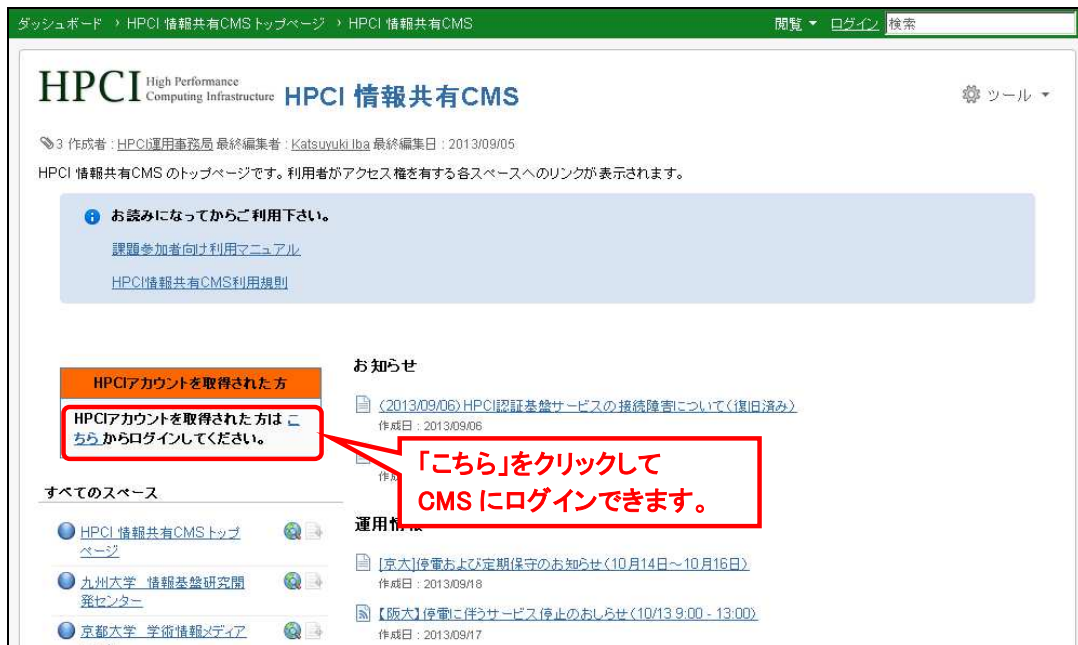 ダッシュボード › HPCI 情報共有CMSトップページ › HPCI 情報共有CMS 閲覧 ログイン 検索
HPCI High Performance Computing Infrastructure HPCI 情報共有CMS ツール
3 作成者 : HPCI運用事務局 最終編集者 : Katsuyuki Iba 最終編集日 : 2013/09/05
HPCI 情報共有CMS のトップページです。利用者がアクセス権を有する各スペースへのリンクが表示されます。
お読みになってからご利用下さい。
課題参加者向け利用マニュアル
HPCI情報共有CMS利用規則
HPCIアカウントを取得された方
HPCIアカウントを取得された方は こ
ちら からログインしてください。
すべてのスペース
HPCI 情報共有CMSトップ
ページ
九州大学 情報基盤研究開
発センター
京都大学 学術情報メディア
お知らせ
(2013/09/06)HPCI認証基盤サービスの接続障害について(復旧済み)
作成日 : 2013/09/06
作
「こちら」をクリックして
CMS にログインできます。
運用情報
[京大]停電および定期保守のお知らせ(10月14日～10月16日)
作成日 : 2013/09/18
【阪大】停電に伴うサービス停止のおしらせ(10/13 9:00 - 13:00)
作成日 : 2013/09/17